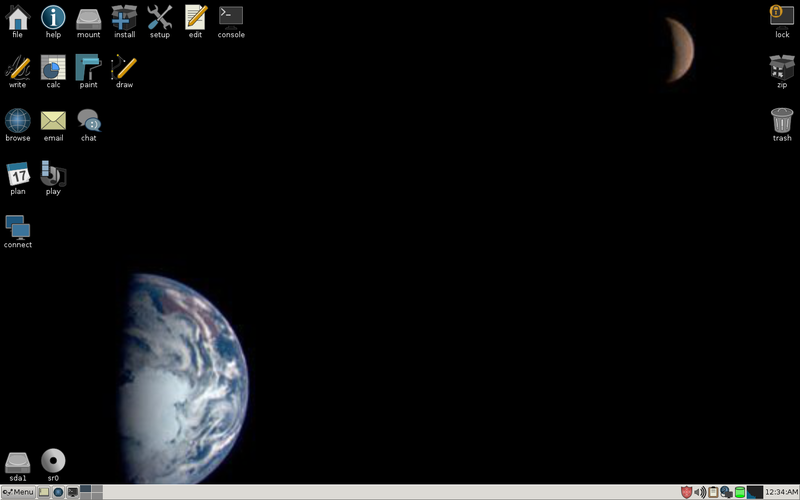 file help mount install setup edit console lock
write calc paint draw zip
browse email chat trash
17
plan play
connect
sda1 sr0
Menu 12:34:AM